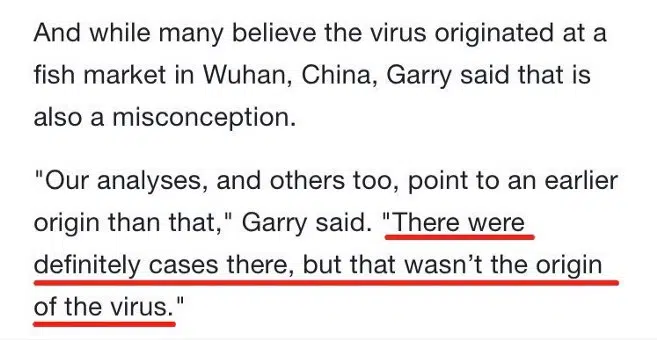 And while many believe the virus originated at a
fish market in Wuhan, China, Garry said that is
also a misconception.
"Our analyses, and others too, point to an earlier
origin than that," Garry said. "There were
definitely cases there, but that wasn’t the origin
of the virus."